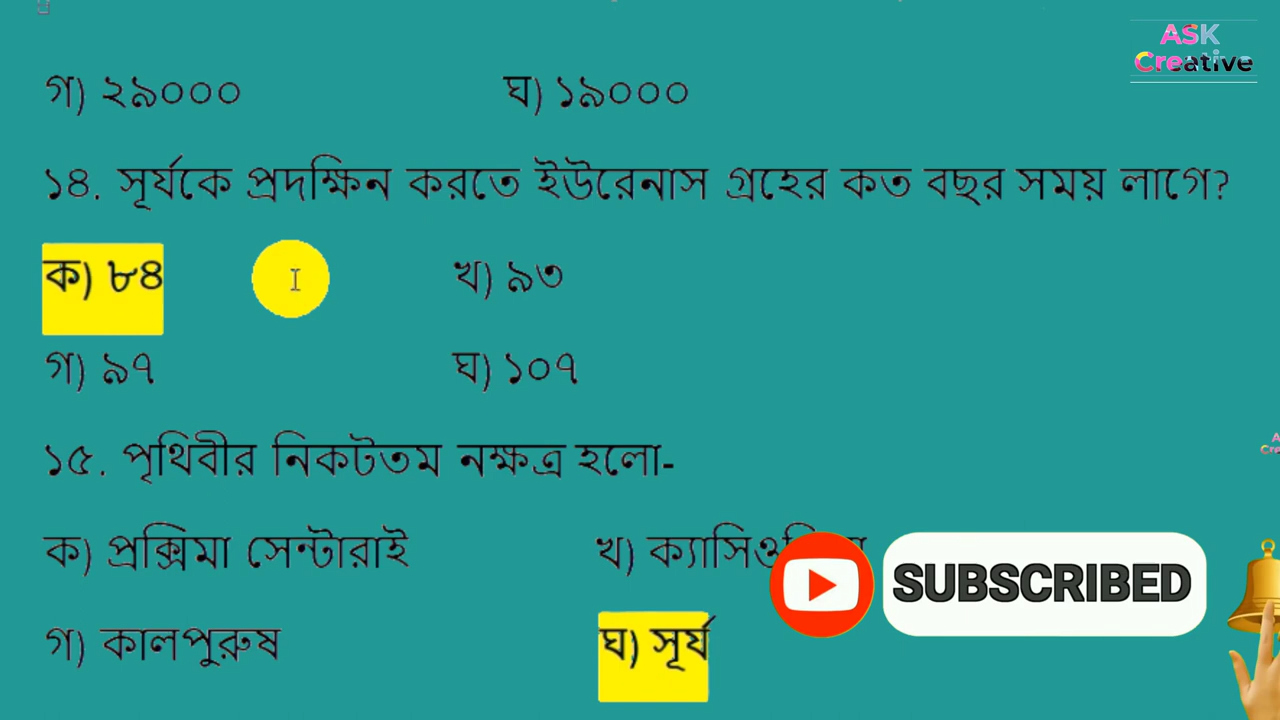 ASK
Creative
গ) ২৯০০০ ঘ) ১৯০০০
১৪. সূর্যকে প্রদক্ষিন করতে ইউরেনাস গ্রহের কত বছর সময় লাগে?
ক) ৮৪ খ) ৯৩
গ) ৯৭ ঘ) ১০৭
১৫. পৃথিবীর নিকটতম নক্ষত্র হলো-
ক) প্রক্সিমা সেন্টারাই খ)
SUBSCRIBED
গ) কালপুরুষ ঘ) সূর্য